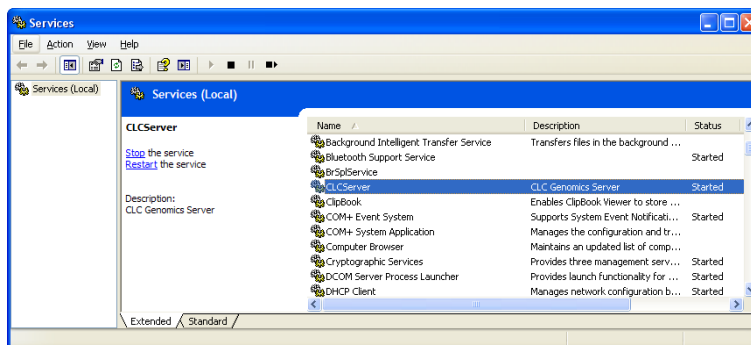 Services
File Action View Help
Services (Local)
Services (Local)
CLCServer
Stop the service
Restart the service
Description:
CLC Genomics Server
Name Description Status
Background Intelligent Transfer Service Transfers files in the background ...
Bluetooth Support Service Started
BrSplService
CLCServer CLC Genomics Server Started
ClipBook Enables ClipBook Viewer to store ...
COM+ Event System Supports System Event Notificati... Started
COM+ System Application Manages the configuration and tr...
Computer Browser Maintains an updated list of comp...
Cryptographic Services Provides three management serv... Started
DCOM Server Process Launcher Provides launch functionality for ... Started
DHCP Client Manages network configuration b... Started
Extended Standard